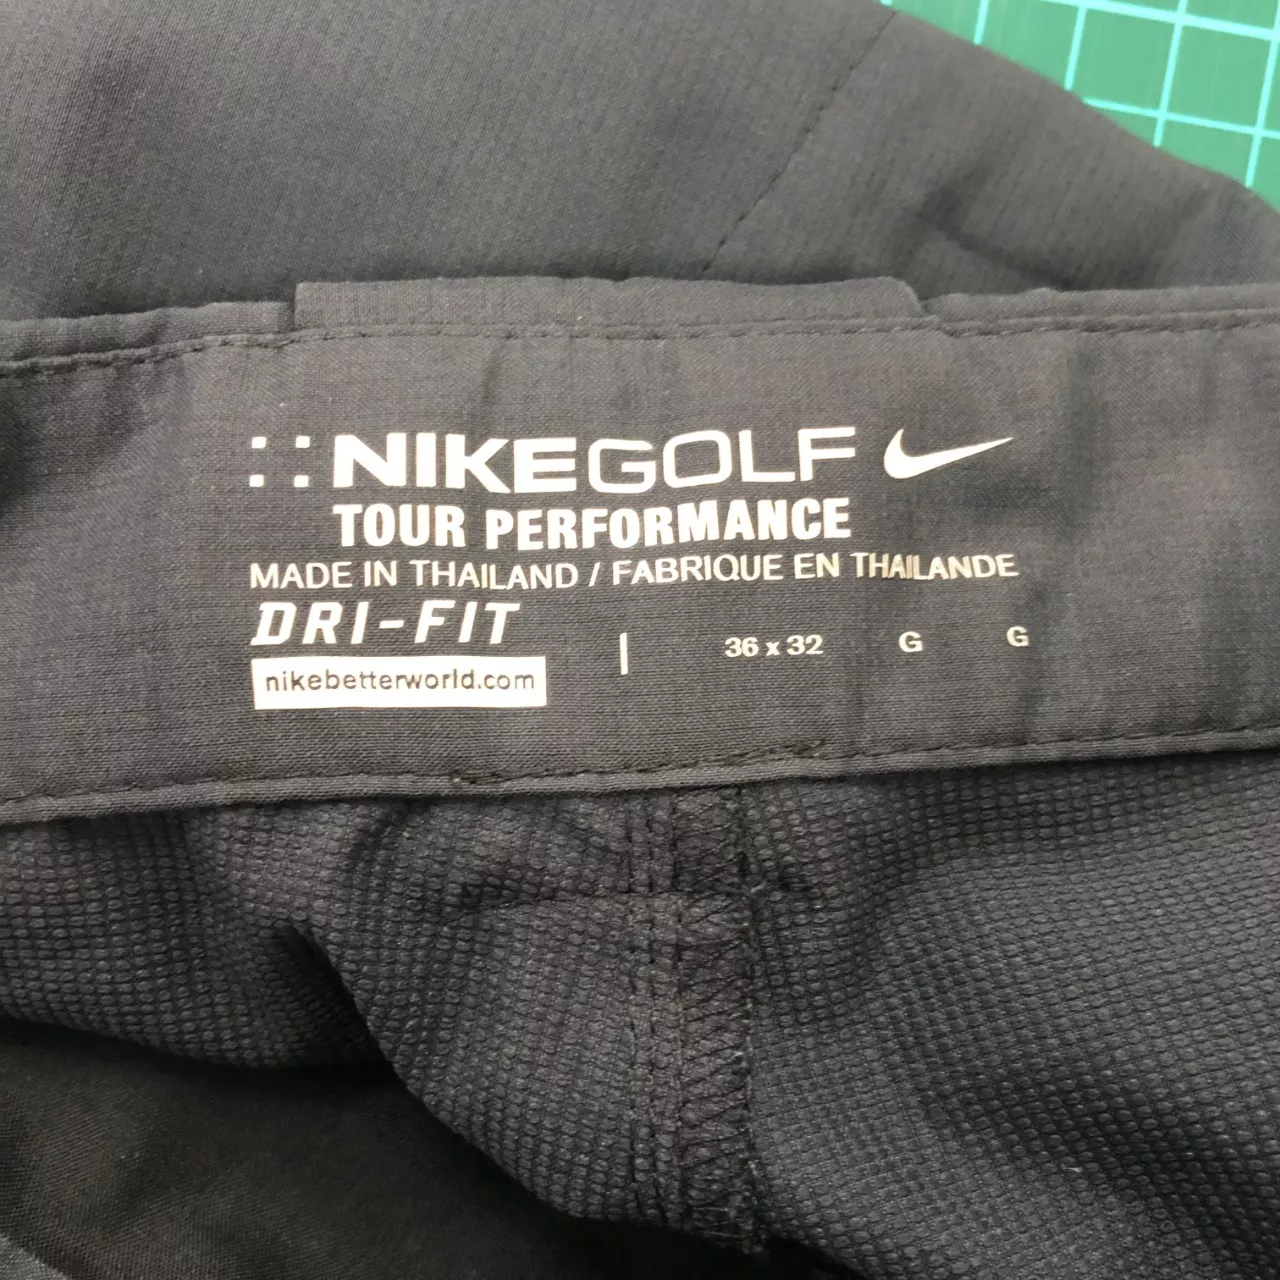 NIKEGOLF
TOUR PERFORMANCE
MADE IN THAILAND / FABRIQUE EN THAILANDE
DRI-FIT
36 x 32 G G
nikebetterworld.com